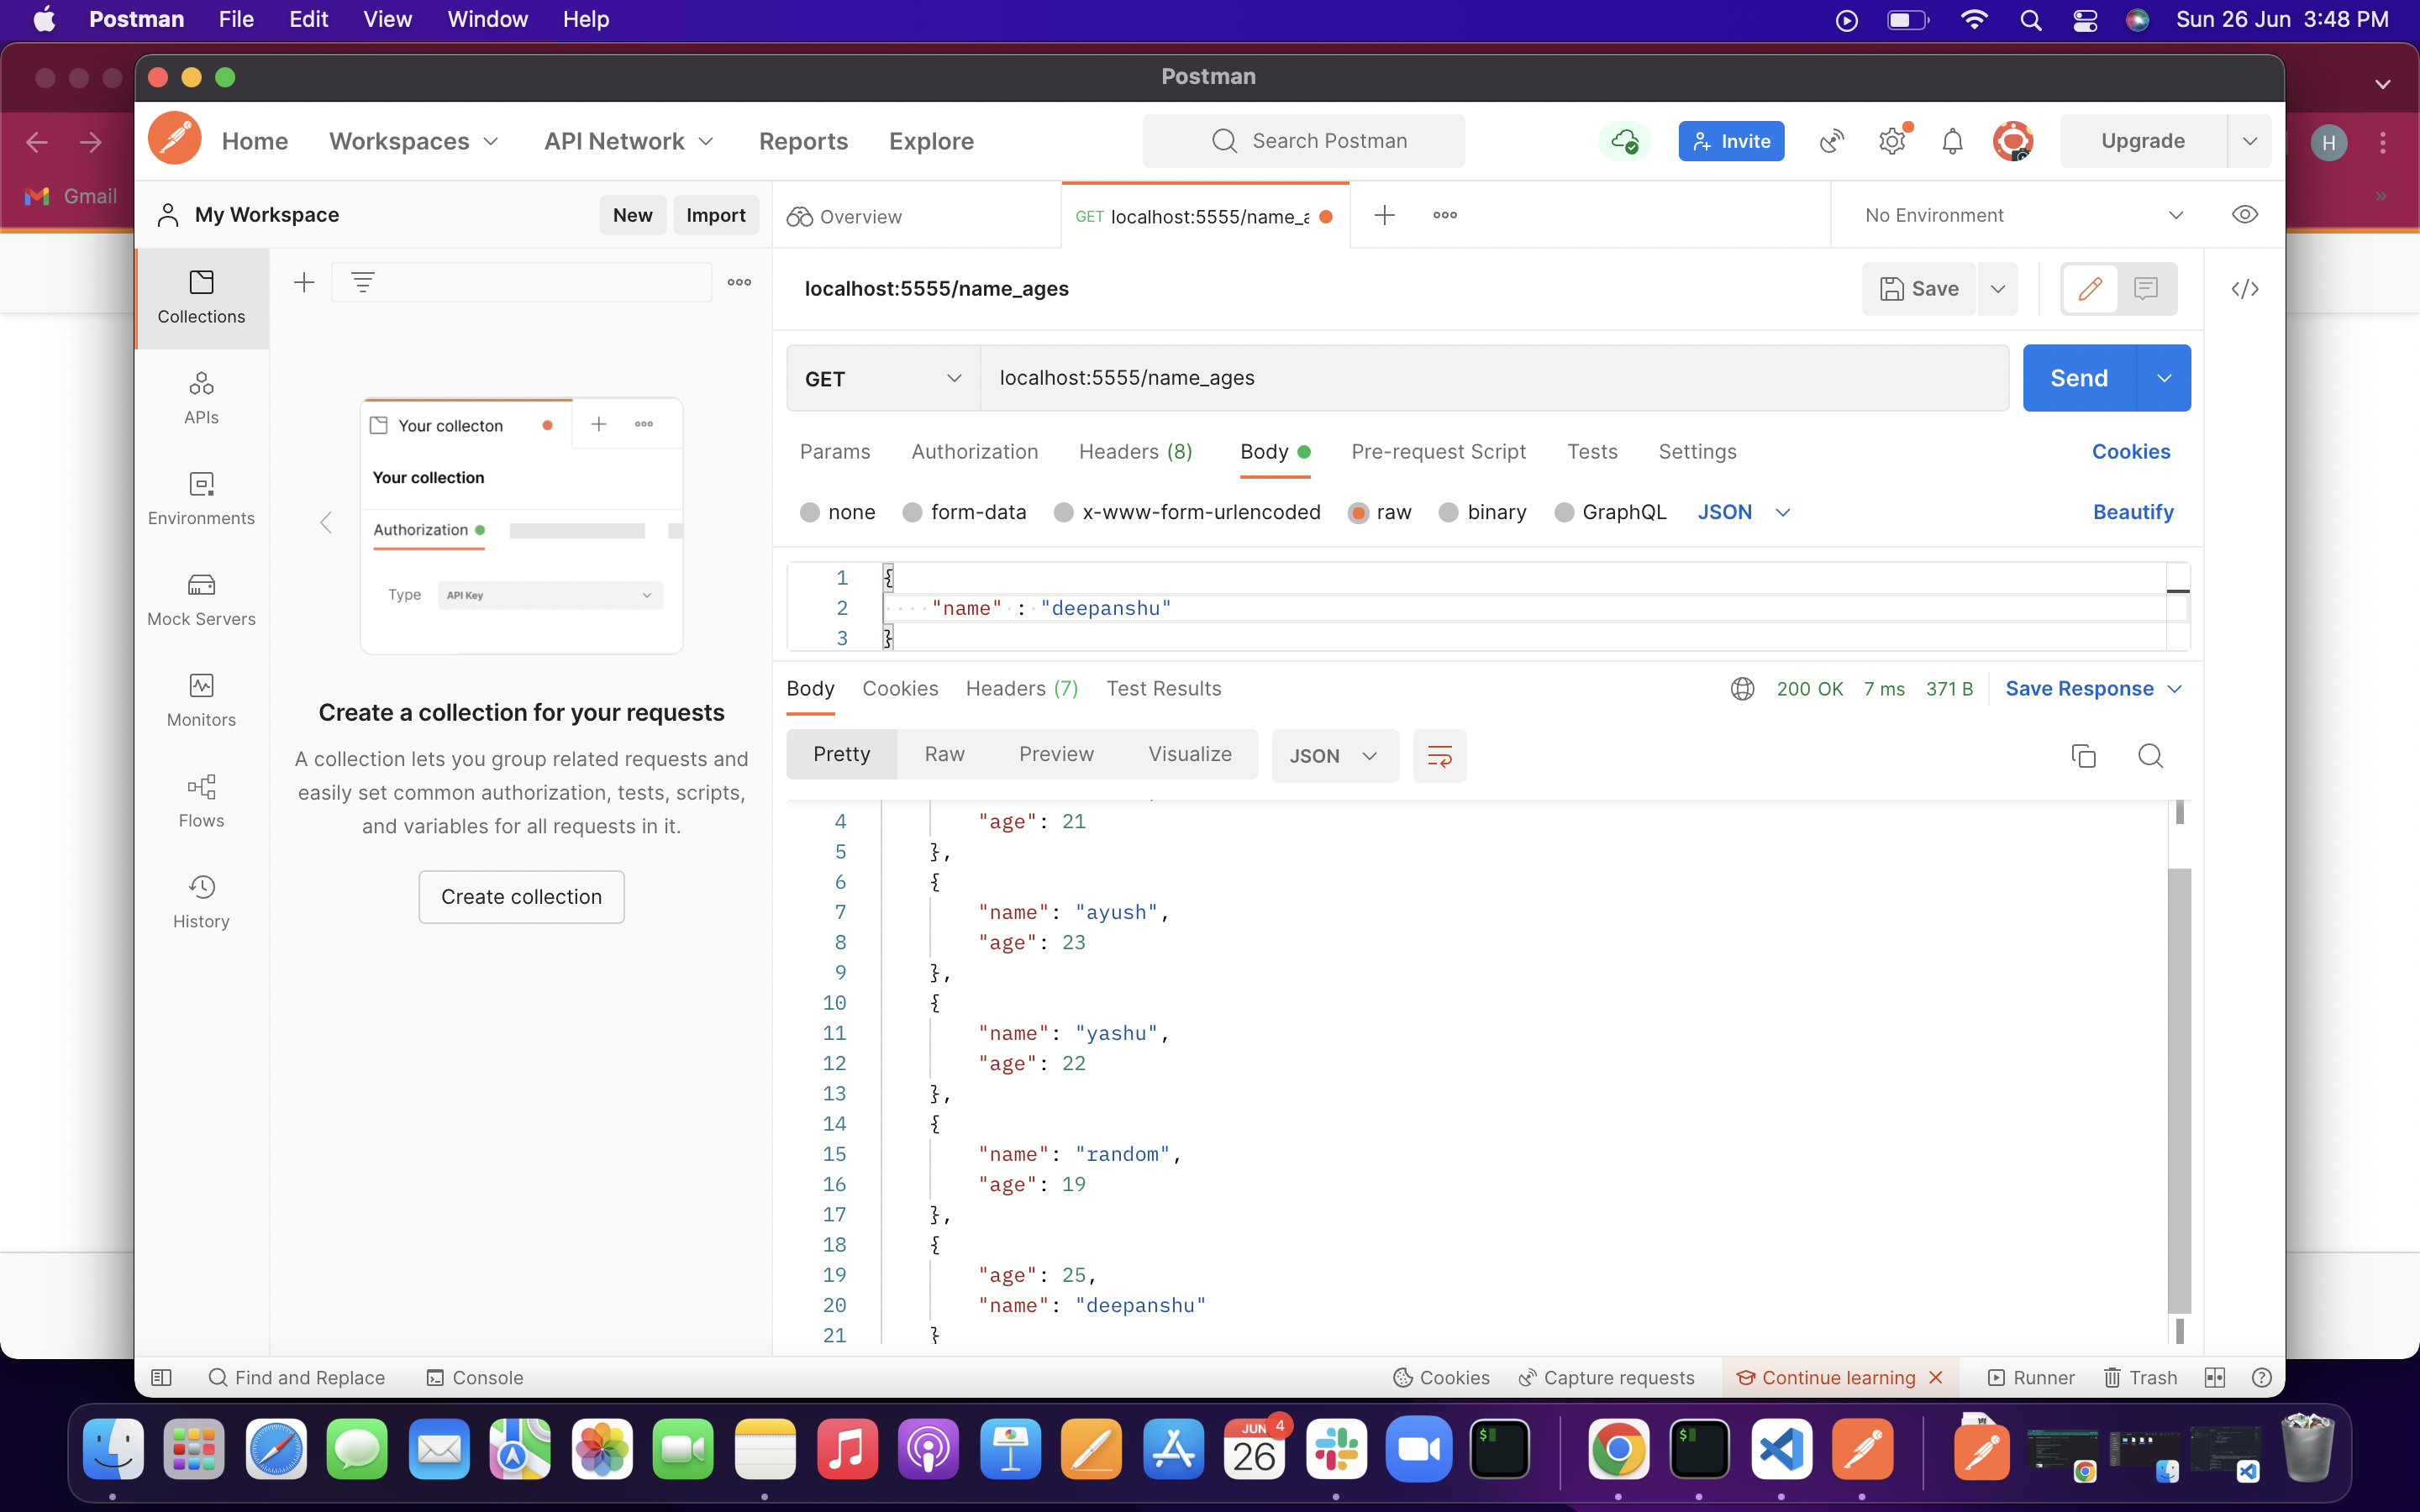 Postman File Edit View Window Help Sun 26 Jun 3:48 PM
Postman
Home Workspaces API Network Reports Explore Search Postman Invite Upgrade H
Gmail
My Workspace New Import Overview GET localhost:5555/name_a No Environment
Collections
APIs
Environments
Mock Servers
Monitors
Flows
History
Your collecton
Your collection
Authorization
Type API Key
Create a collection for your requests
A collection lets you group related requests and
easily set common authorization, tests, scripts,
and variables for all requests in it.
Create collection
localhost:5555/name_ages Save
GET localhost:5555/name_ages Send
Params Authorization Headers (8) Body Pre-request Script Tests Settings Cookies
none form-data x-www-form-urlencoded raw binary GraphQL JSON Beautify
1 {
2 "name" : "deepanshu"
3 }
Body Cookies Headers (7) Test Results 200 OK 7 ms 371 B Save Response
Pretty Raw Preview Visualize JSON
4 "age": 21
5 },
6 {
7 "name": "ayush",
8 "age": 23
9 },
10 {
11 "name": "yashu",
12 "age": 22
13 },
14 {
15 "name": "random",
16 "age": 19
17 },
18 {
19 "age": 25,
20 "name": "deepanshu"
21 }
Find and Replace Console Cookies Capture requests Continue learning Runner Trash
JUN 4
26
$ $